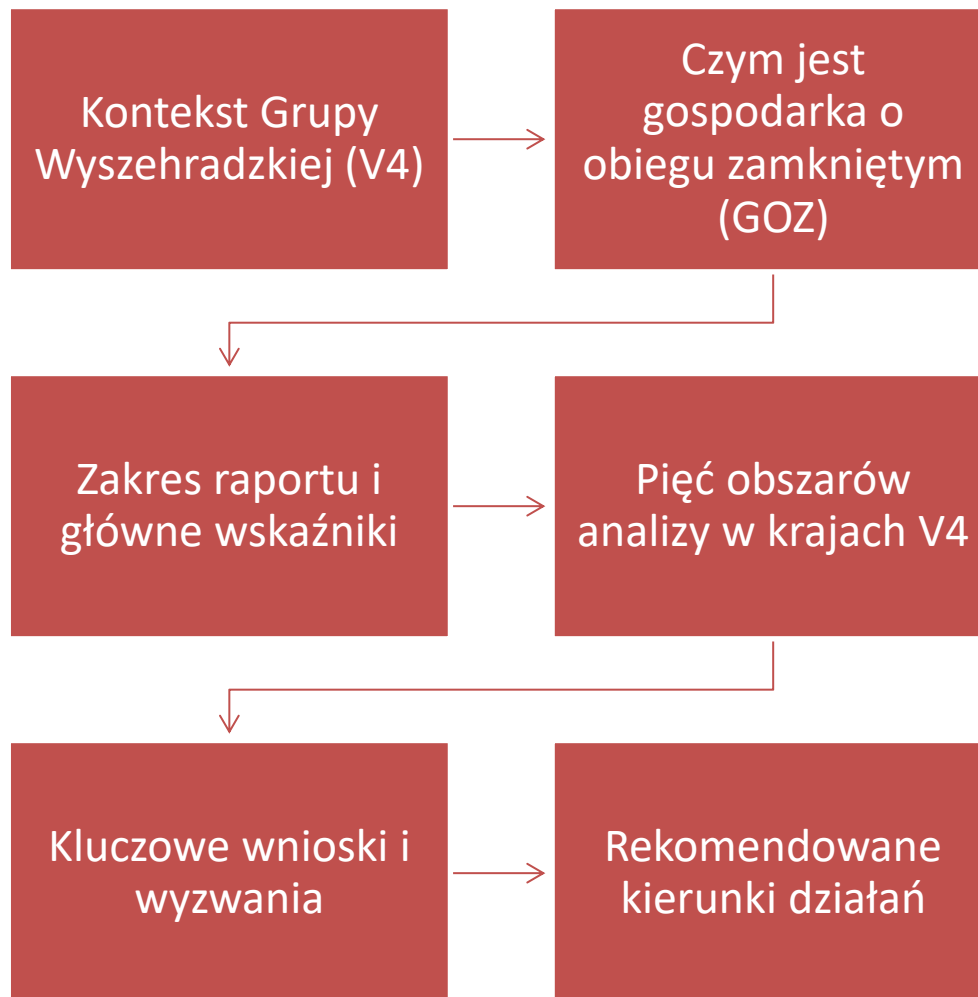 Kontekst Grupy
Wyszehradzkiej (V4)
Czym jest
gospodarka o
obiegu zamkniętym
(GOZ)
Zakres raportu i
główne wskaźniki
Pięć obszarów
analizy w krajach V4
Kluczowe wnioski i
wyzwania
Rekomendowane
kierunki działań